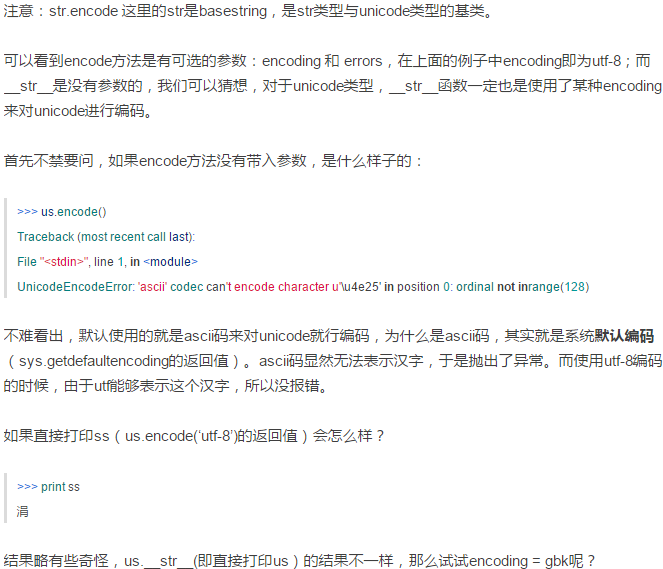 注意：str.encode 这里的str是basestring，是str类型与unicode类型的基类。
可以看到encode方法是有可选的参数：encoding 和 errors，在上面的例子中encoding即为utf-8；而
__str__是没有参数的，我们可以猜想，对于unicode类型，__str__函数一定也是使用了某种encoding
来对unicode进行编码。
首先不禁要问，如果encode方法没有带入参数，是什么样子的：
>>> us.encode()
Traceback (most recent call last):
File "<stdin>", line 1, in <module>
UnicodeEncodeError: 'ascii' codec can't encode character u'\u4e25' in position 0: ordinal not inrange(128)
不难看出，默认使用的就是ascii码来对unicode就行编码，为什么是ascii码，其实就是系统默认编码
（sys.getdefaultencoding的返回值）。ascii码显然无法表示汉字，于是抛出了异常。而使用utf-8编码
的时候，由于utf能够表示这个汉字，所以没报错。
如果直接打印ss（us.encode(‘utf-8’)的返回值）会怎么样？
>>> print ss
涓
结果略有些奇怪，us.__str__(即直接打印us）的结果不一样，那么试试encoding = gbk呢？